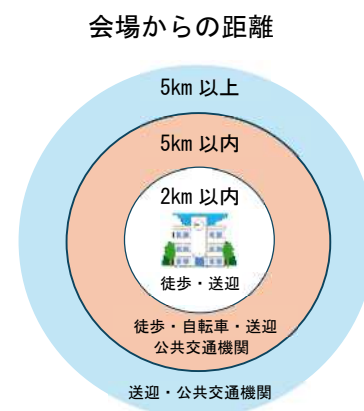 会場からの距離
5km 以上
5km 以内
2km 以内
徒歩・送迎
徒歩・自転車・送迎
公共交通機関
送迎・公共交通機関